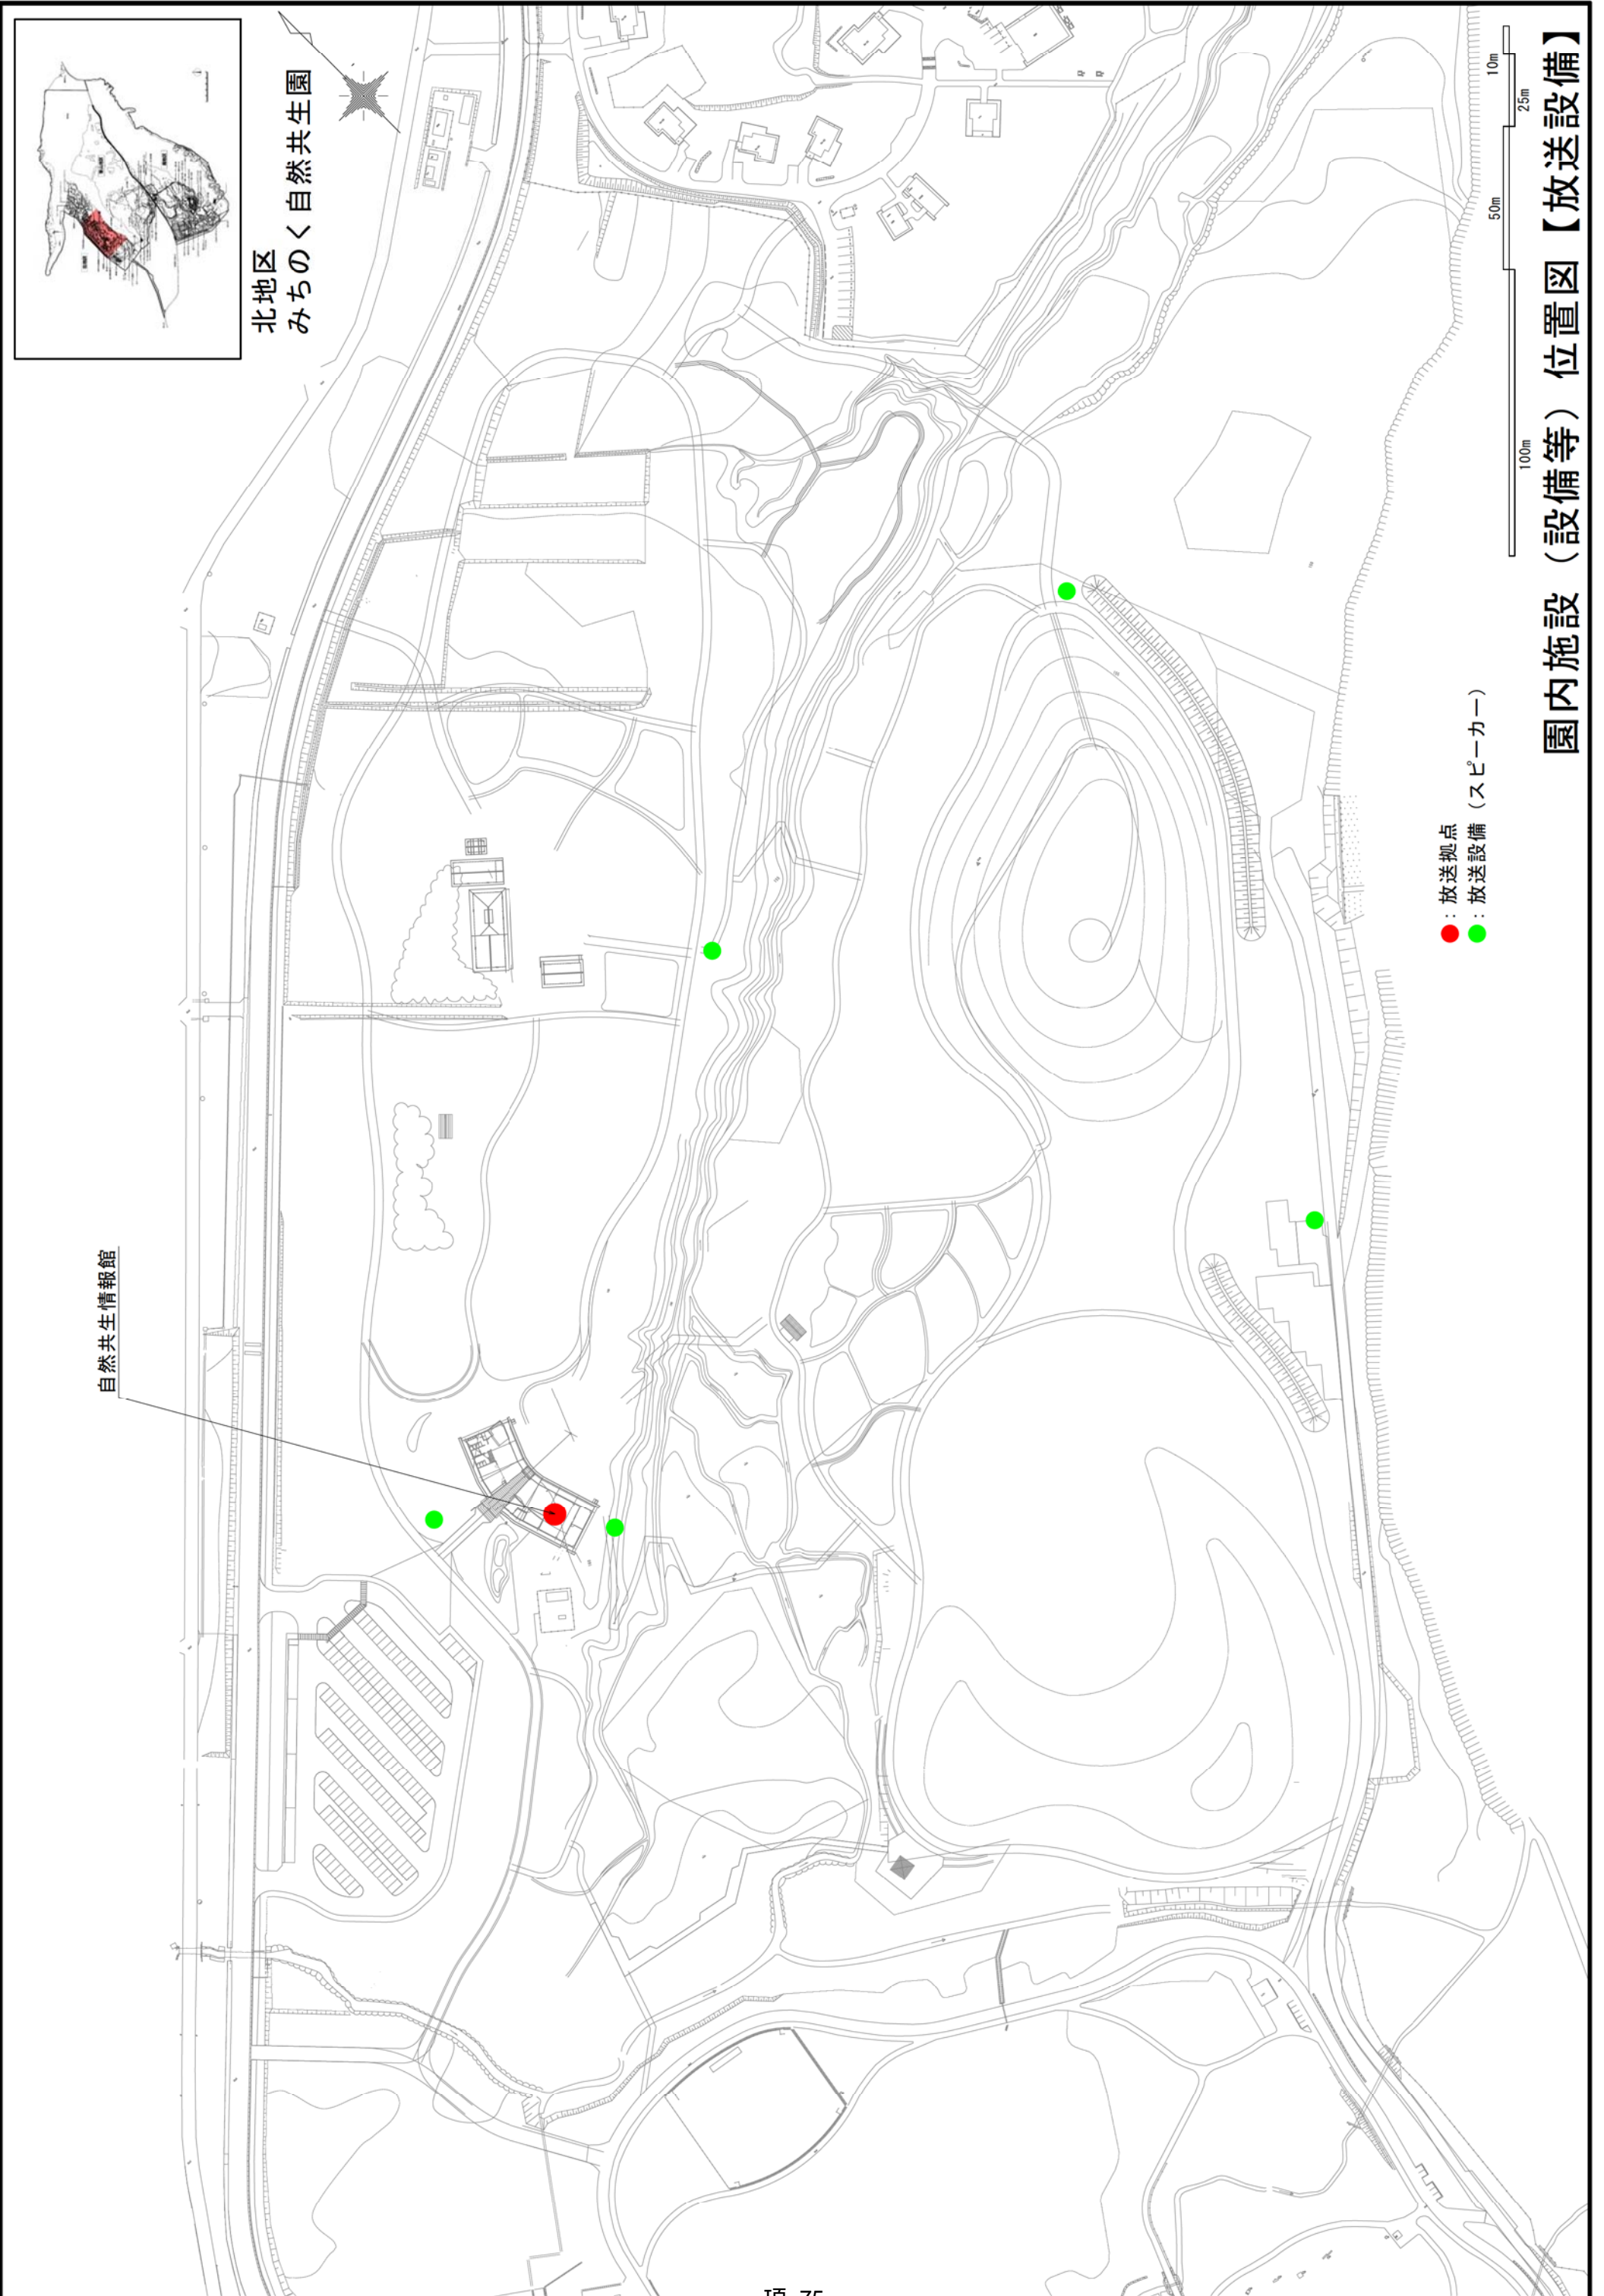 北地区
みちのく自然共生園
自然共生情報館
：放送拠点
：放送設備（スピーカー）
10m
25m
50m
100m
園内施設（設備等）位置図【放送設備】